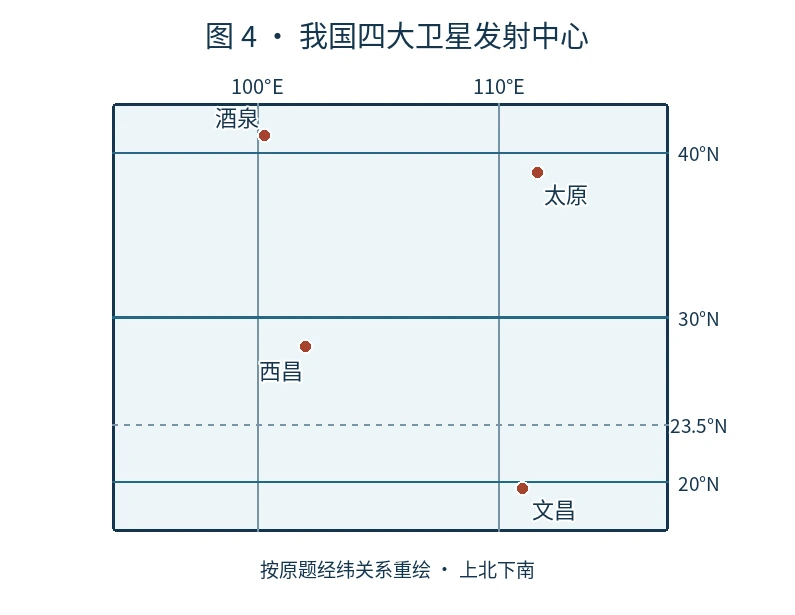 图 4 · 我国四大卫星发射中心
100°E
110°E
酒泉
40°N
太原
30°N
西昌
23.5°N
20°N
文昌
按原题经纬关系重绘 · 上北下南